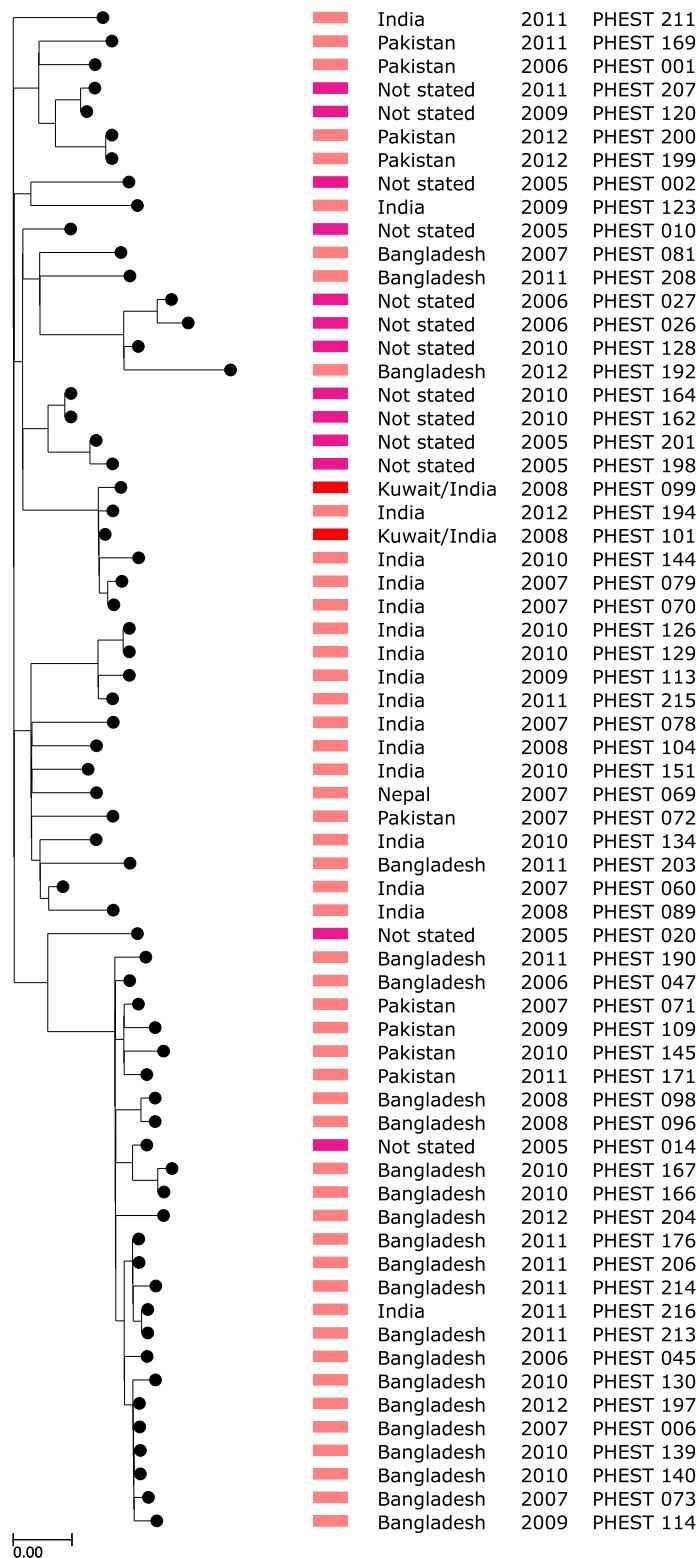 India 2011 PHEST 211
Pakistan 2011 PHEST 169
Pakistan 2006 PHEST 001
Not stated 2011 PHEST 207
Not stated 2009 PHEST 120
Pakistan 2012 PHEST 200
Pakistan 2012 PHEST 199
Not stated 2005 PHEST 002
India 2009 PHEST 123
Not stated 2005 PHEST 010
Bangladesh 2007 PHEST 081
Bangladesh 2011 PHEST 208
Not stated 2006 PHEST 027
Not stated 2006 PHEST 026
Not stated 2010 PHEST 128
Bangladesh 2012 PHEST 192
Not stated 2010 PHEST 164
Not stated 2010 PHEST 162
Not stated 2005 PHEST 201
Not stated 2005 PHEST 198
Kuwait/India 2008 PHEST 099
India 2012 PHEST 194
Kuwait/India 2008 PHEST 101
India 2010 PHEST 144
India 2007 PHEST 079
India 2007 PHEST 070
India 2010 PHEST 126
India 2010 PHEST 129
India 2009 PHEST 113
India 2011 PHEST 215
India 2007 PHEST 078
India 2008 PHEST 104
India 2010 PHEST 151
Nepal 2007 PHEST 069
Pakistan 2007 PHEST 072
India 2010 PHEST 134
Bangladesh 2011 PHEST 203
India 2007 PHEST 060
India 2008 PHEST 089
Not stated 2005 PHEST 020
Bangladesh 2011 PHEST 190
Bangladesh 2006 PHEST 047
Pakistan 2007 PHEST 071
Pakistan 2009 PHEST 109
Pakistan 2010 PHEST 145
Pakistan 2011 PHEST 171
Bangladesh 2008 PHEST 098
Bangladesh 2008 PHEST 096
Not stated 2005 PHEST 014
Bangladesh 2010 PHEST 167
Bangladesh 2010 PHEST 166
Bangladesh 2012 PHEST 204
Bangladesh 2011 PHEST 176
Bangladesh 2011 PHEST 206
Bangladesh 2011 PHEST 214
India 2011 PHEST 216
Bangladesh 2011 PHEST 213
Bangladesh 2006 PHEST 045
Bangladesh 2010 PHEST 130
Bangladesh 2012 PHEST 197
Bangladesh 2007 PHEST 006
Bangladesh 2010 PHEST 139
Bangladesh 2010 PHEST 140
Bangladesh 2007 PHEST 073
Bangladesh 2009 PHEST 114
0.00